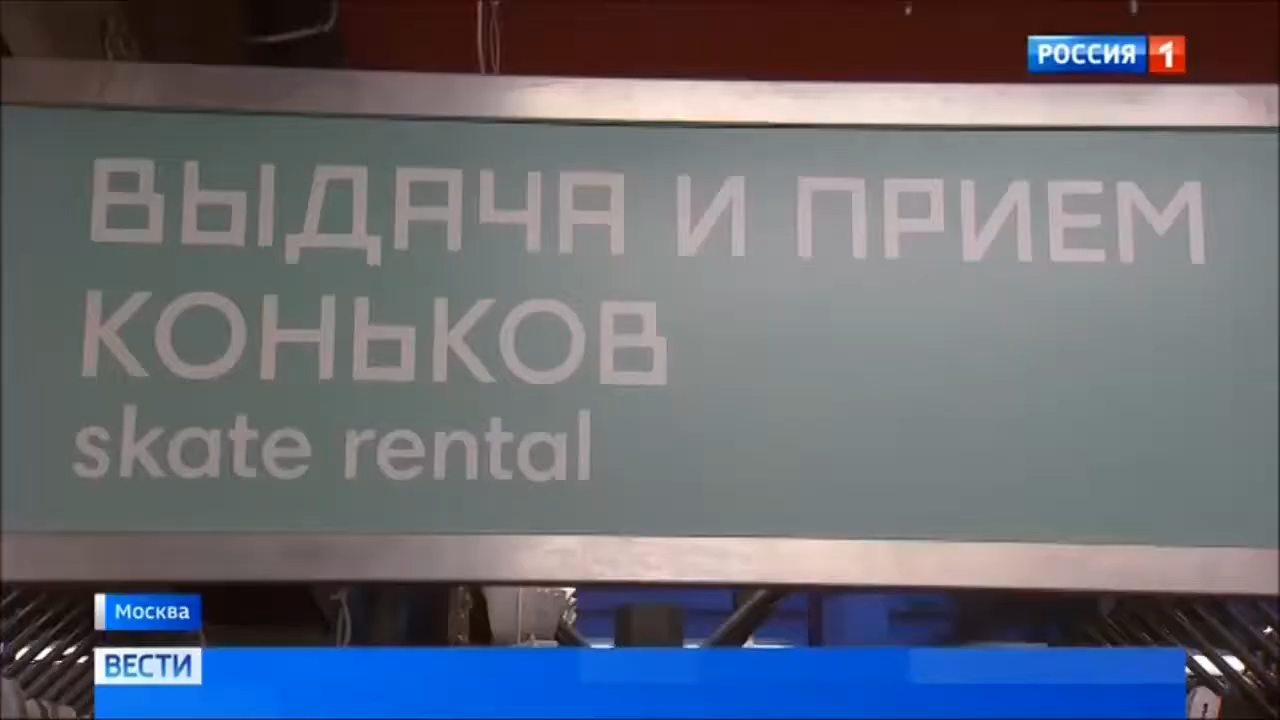 РОССИЯ 1
ВЫДАЧА И ПРИЕМ
КОНЬКОВ
skate rental
Москва
ВЕСТИ